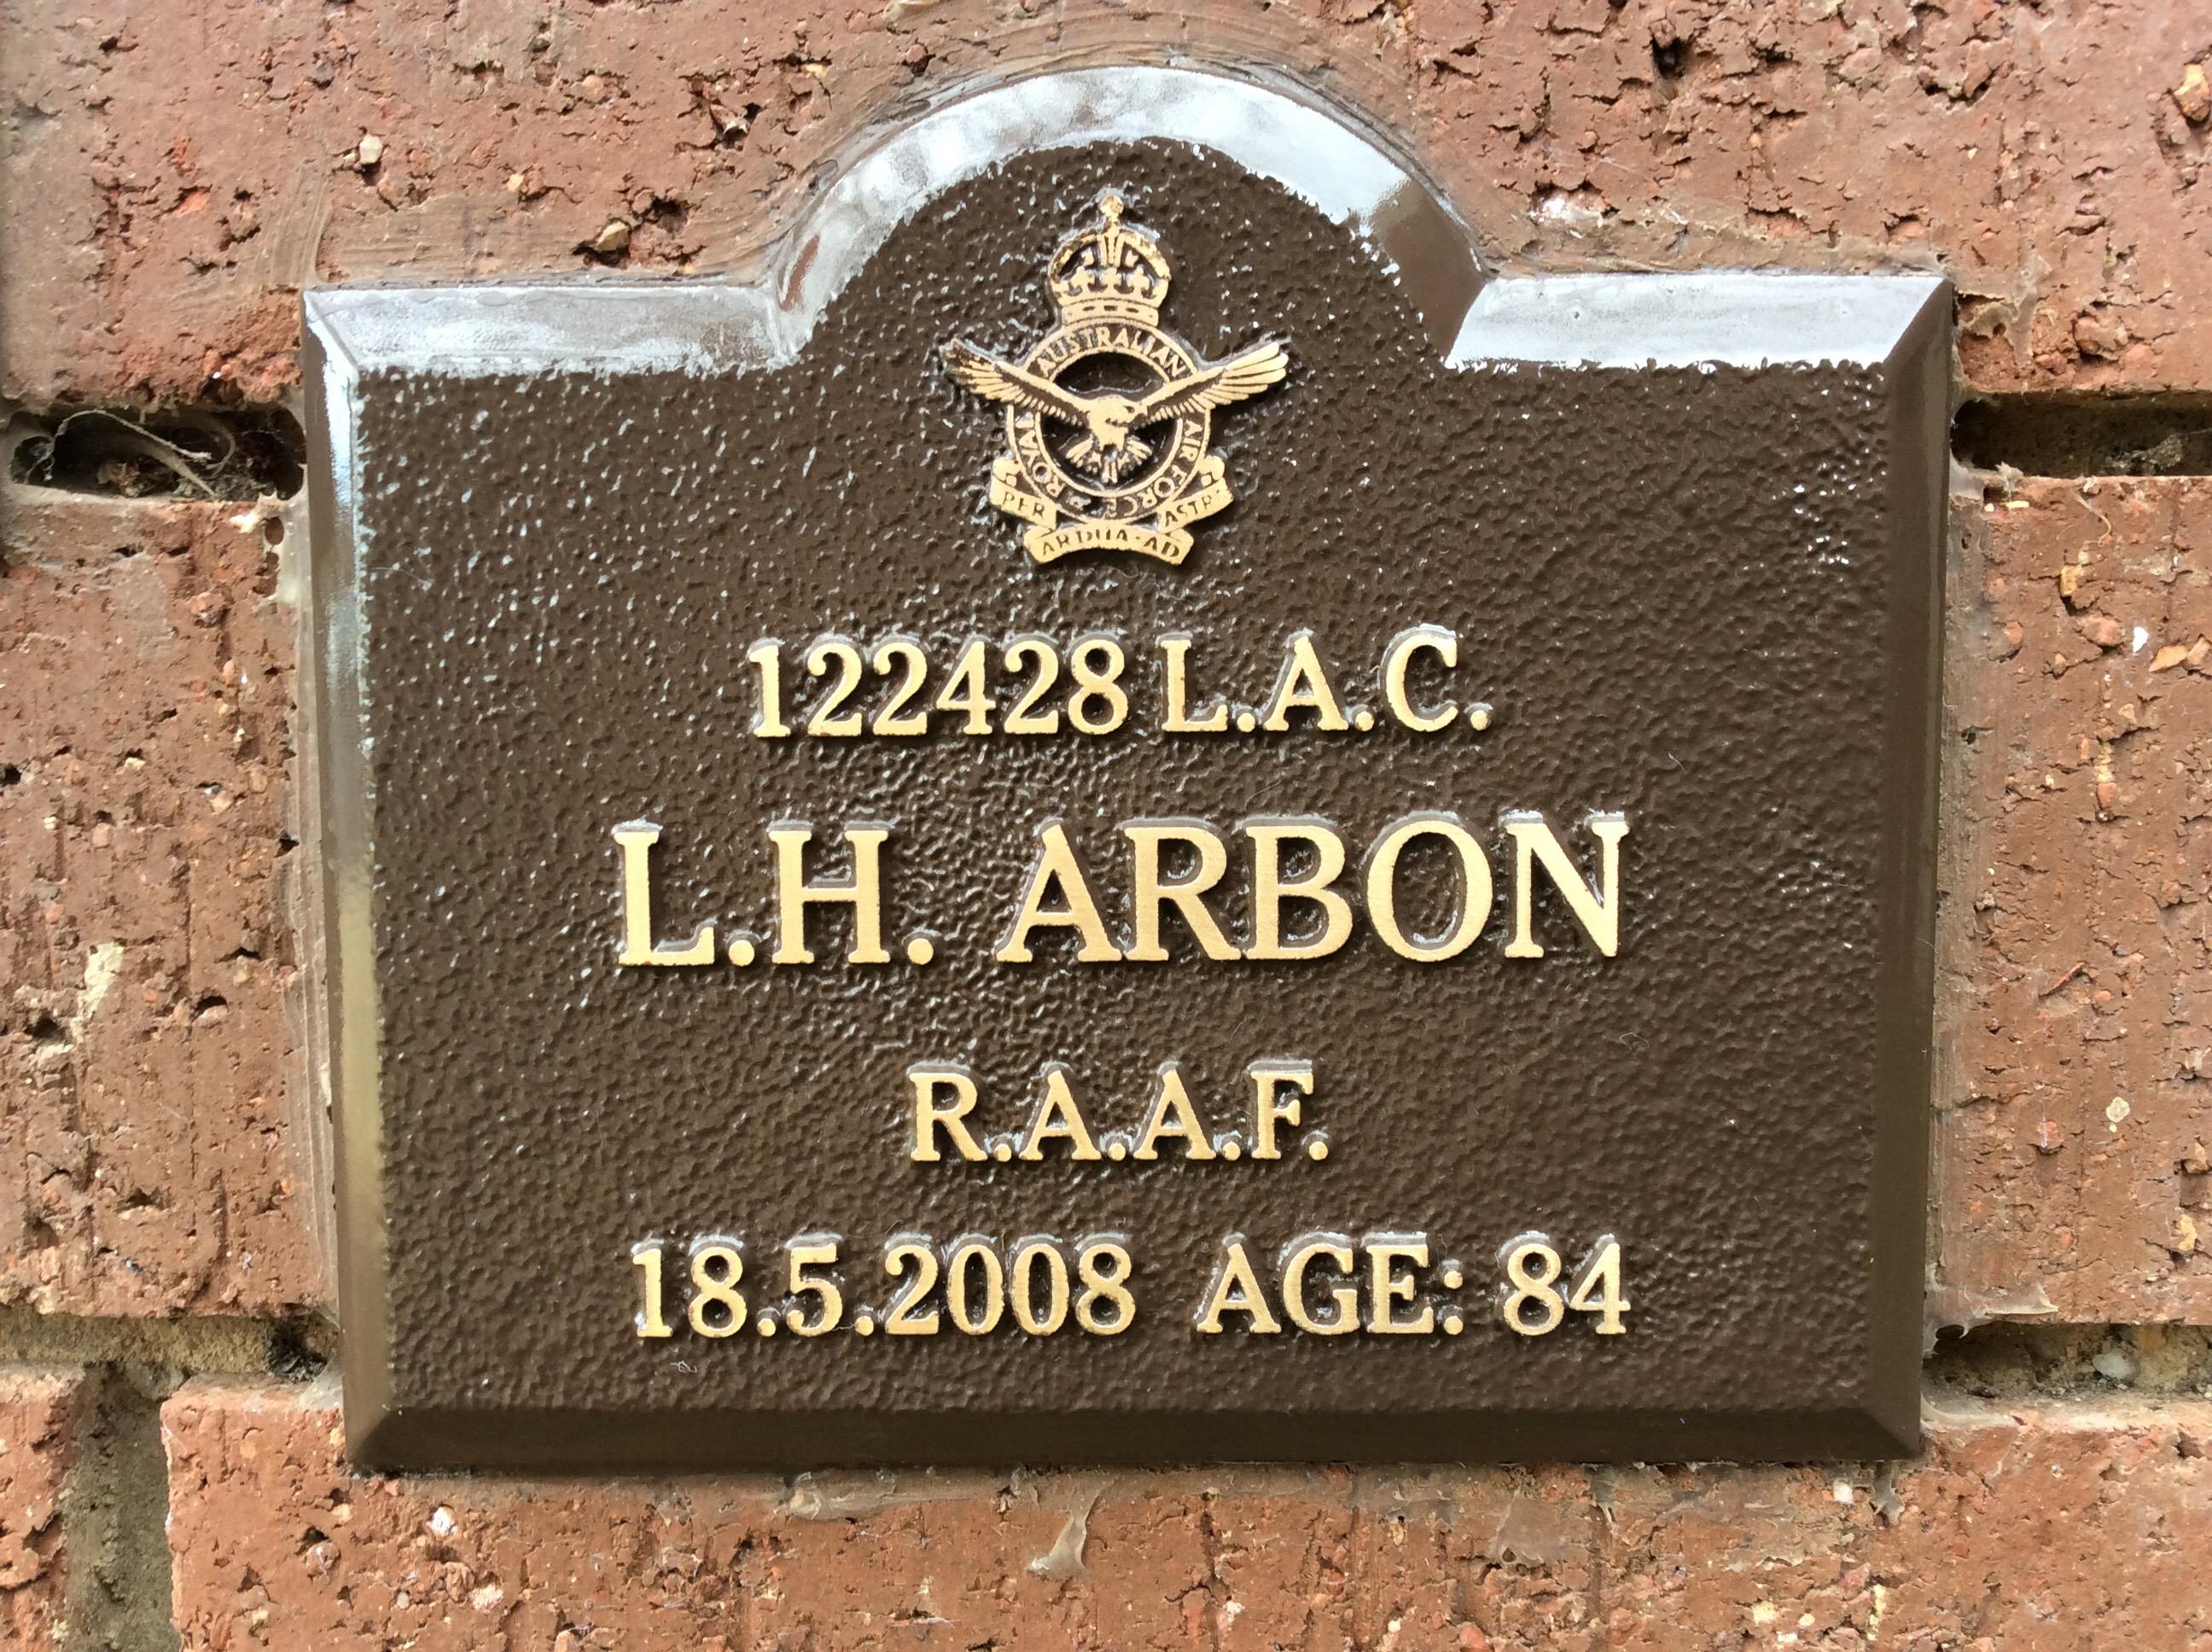 ROYAL AUSTRALIAN AIR FORCE
PER ARDUA·AD ASTRA
122428 L.A.C.
L.H. ARBON
R.A.A.F.
18.5.2008 AGE: 84